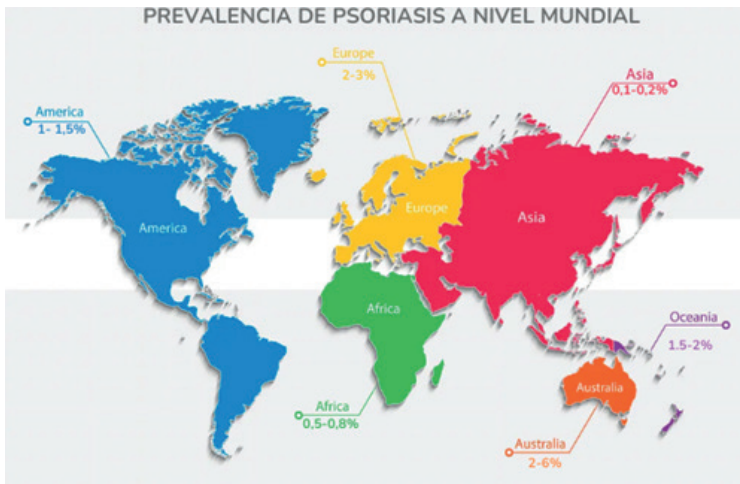 PREVALENCIA DE PSORIASIS A NIVEL MUNDIAL
Europe
2-3%
Asia
0,1-0,2%
America
1- 1,5%
America
Europe
Asia
Africa
Oceania
1.5-2%
Australia
Africa
0,5-0,8%
Australia
2-6%